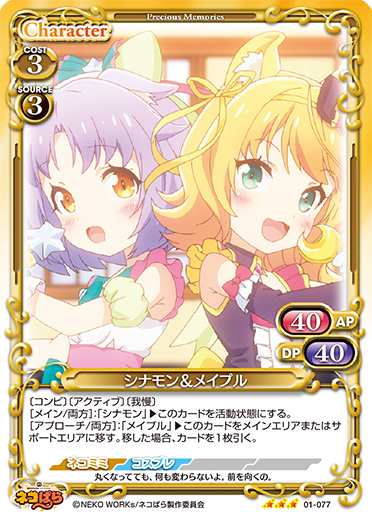 Precious Memories
Character
COST
3
SOURCE
3
40 AP
DP 40
シナモン&メイプル
〔コンビ〕〔アクティブ〕〔我慢〕
[メイン/両方]:「シナモン」▶このカードを活動状態にする。
[アプローチ/両方]:「メイプル」▶このカードをメインエリアまたはサ
ポートエリアに移す。移した場合、カードを1枚引く。
ネコミミ コスプレ
丸くなってても、何も変わらないよ。前を向くの。
ネコぱら
©NEKO WORKs/ネコぱら製作委員会
01-077